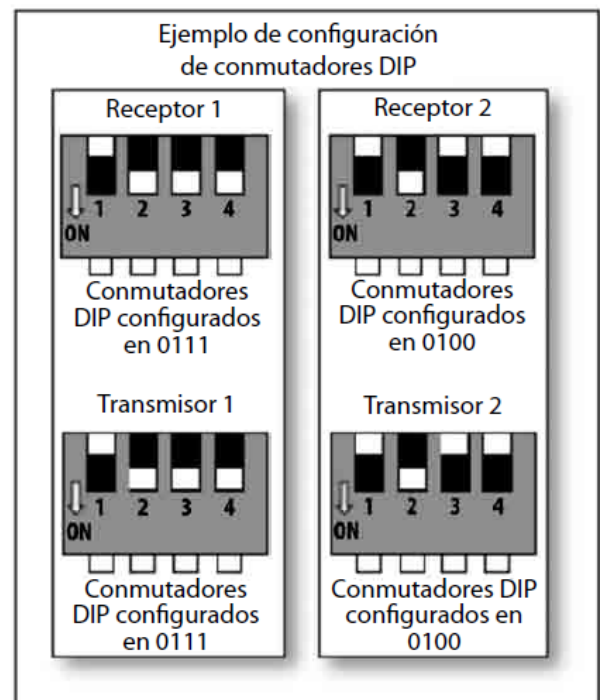 Ejemplo de configuración
de conmutadores DIP
Receptor 1
1 2 3 4
ON
Conmutadores
DIP configurados
en 0111
Receptor 2
1 2 3 4
ON
Conmutadores
DIP configurados
en 0100
Transmisor 1
1 2 3 4
ON
Conmutadores
DIP configurados
en 0111
Transmisor 2
1 2 3 4
ON
Conmutadores DIP
configurados en
0100